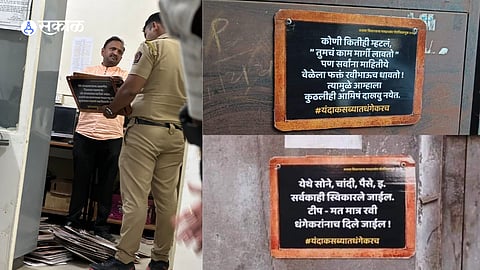 सकाळ
कोणी कितीही म्हटलं,
" तुमचं काम मार्गी लावतो "
पण सर्वांना माहितीये
वेळेला फक्त रवीभाऊच धावतो !
त्यामुळे आम्हाला
कुठलीही आमिषं दाखवु नयेत.
#यंदाकसब्यातधंगेकरच
येथे सोने, चांदी, पैसे, इ.
सर्वकाही स्विकारले जाईल.
टीप - मत मात्र रवी
धंगेकरांनाच दिले जाईल !
#यंदाकसब्यातधंगेकरच